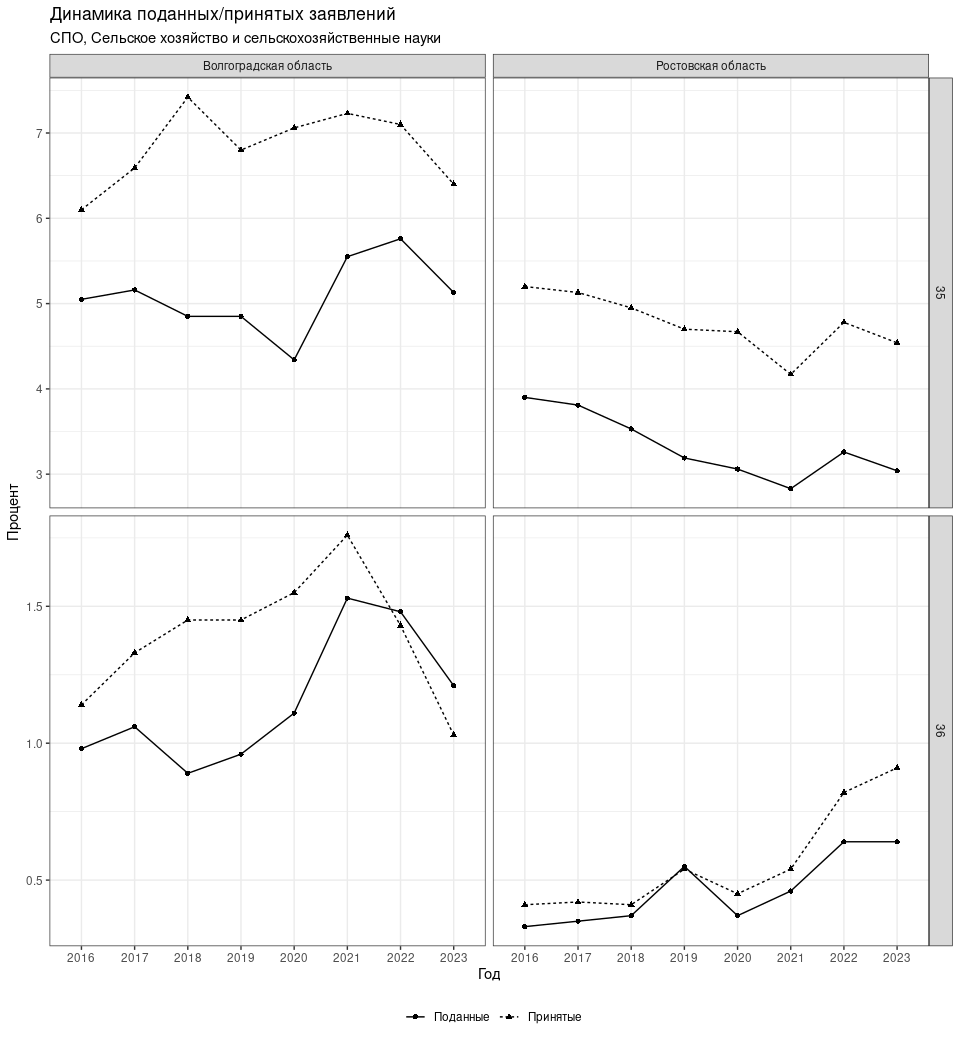 Динамика поданных/принятых заявлений
СПО, Сельское хозяйство и сельскохозяйственные науки
Волгоградская область
Ростовская область
7
6
5
4
3
35
Процент
1.5
1.0
0.5
36
2016 2017 2018 2019 2020 2021 2022 2023
2016 2017 2018 2019 2020 2021 2022 2023
Год
Поданные Принятые